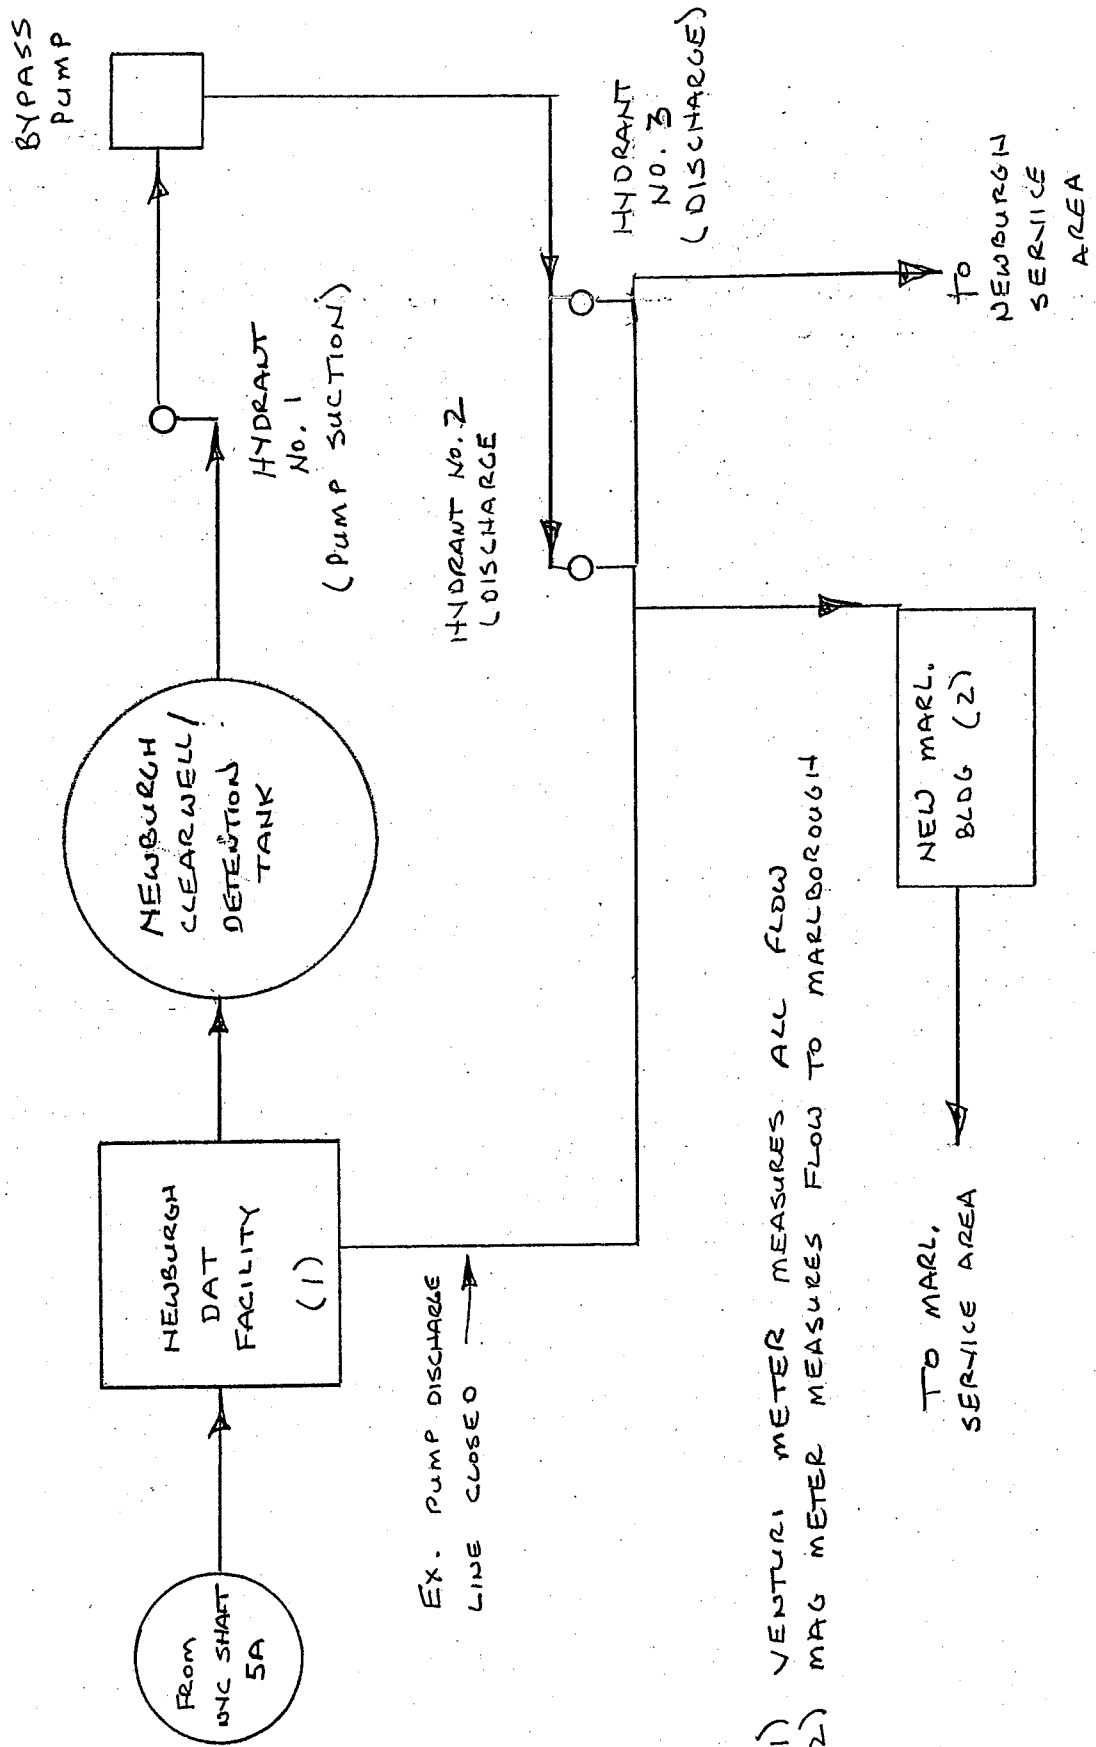 FROM
NYC SHAFT
5A
NEWBURGH
DAT
FACILITY
(1)
NEWBURGH
CLEARWELL/
DETENTION
TANK
HYDRANT
NO. 1
(PUMP SUCTION)
BYPASS
PUMP
EX. PUMP DISCHARGE
LINE CLOSED
HYDRANT NO. 2
(DISCHARGE
HYDRANT
NO. 3
(DISCHARGE)
TO
NEWBURGH
SERVICE
AREA
NEW MARL.
BLDG (2)
TO MARL.
SERVICE AREA
1) VENTURI METER MEASURES ALL FLOW
2) MAG METER MEASURES FLOW TO MARLBOROUGH